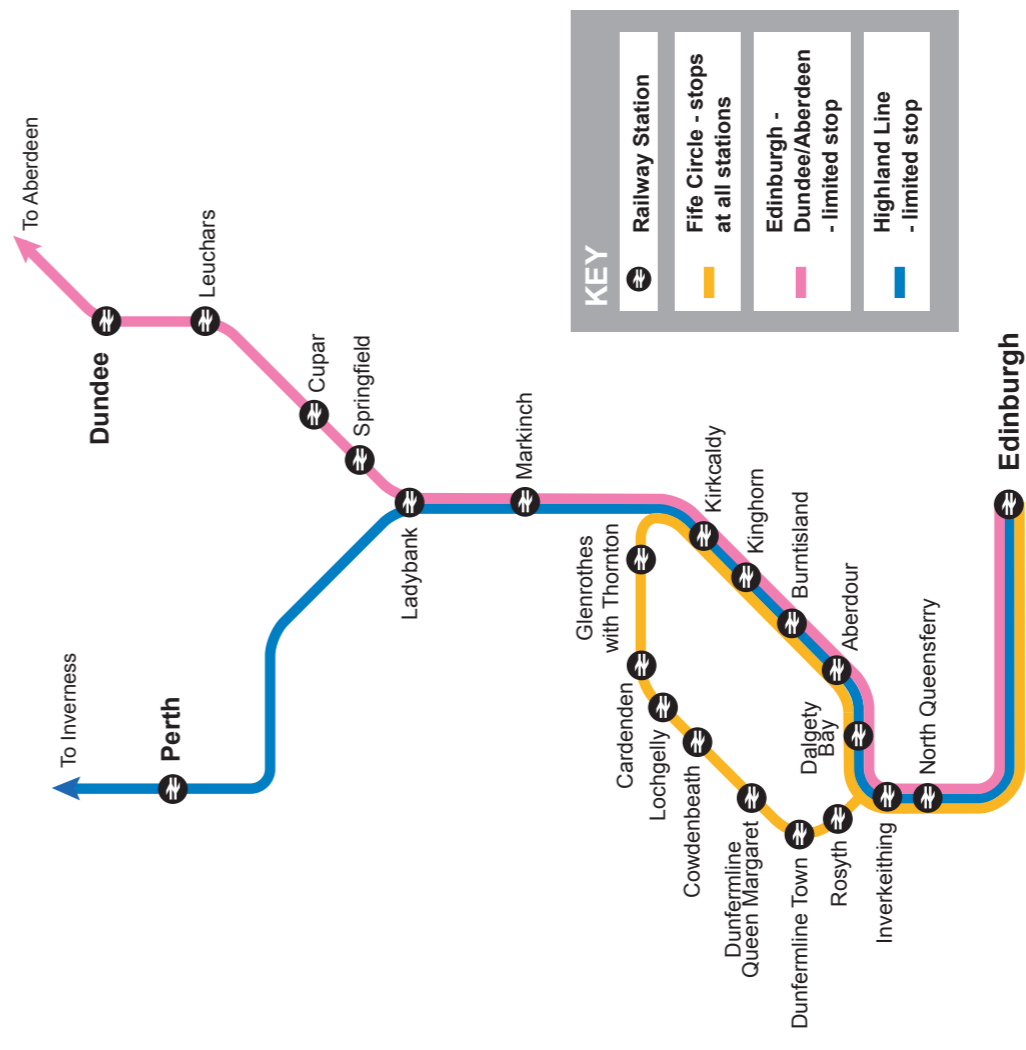 To Aberdeen
Leuchars
Dundee
Cupar
Springfield
To Inverness
Perth
Ladybank
Markinch
Glenrothes
with Thornton
Kirkcaldy
Kinghorn
Burntisland
Aberdour
Cardenden
Lochgelly
Cowdenbeath
Dunfermline
Queen Margaret
Dunfermline Town
Rosyth
Dalgety
Bay
Inverkeithing
North Queensferry
Edinburgh
KEY
Railway Station
Fife Circle - stops
at all stations
Edinburgh -
Dundee/Aberdeen
- limited stop
Highland Line
- limited stop